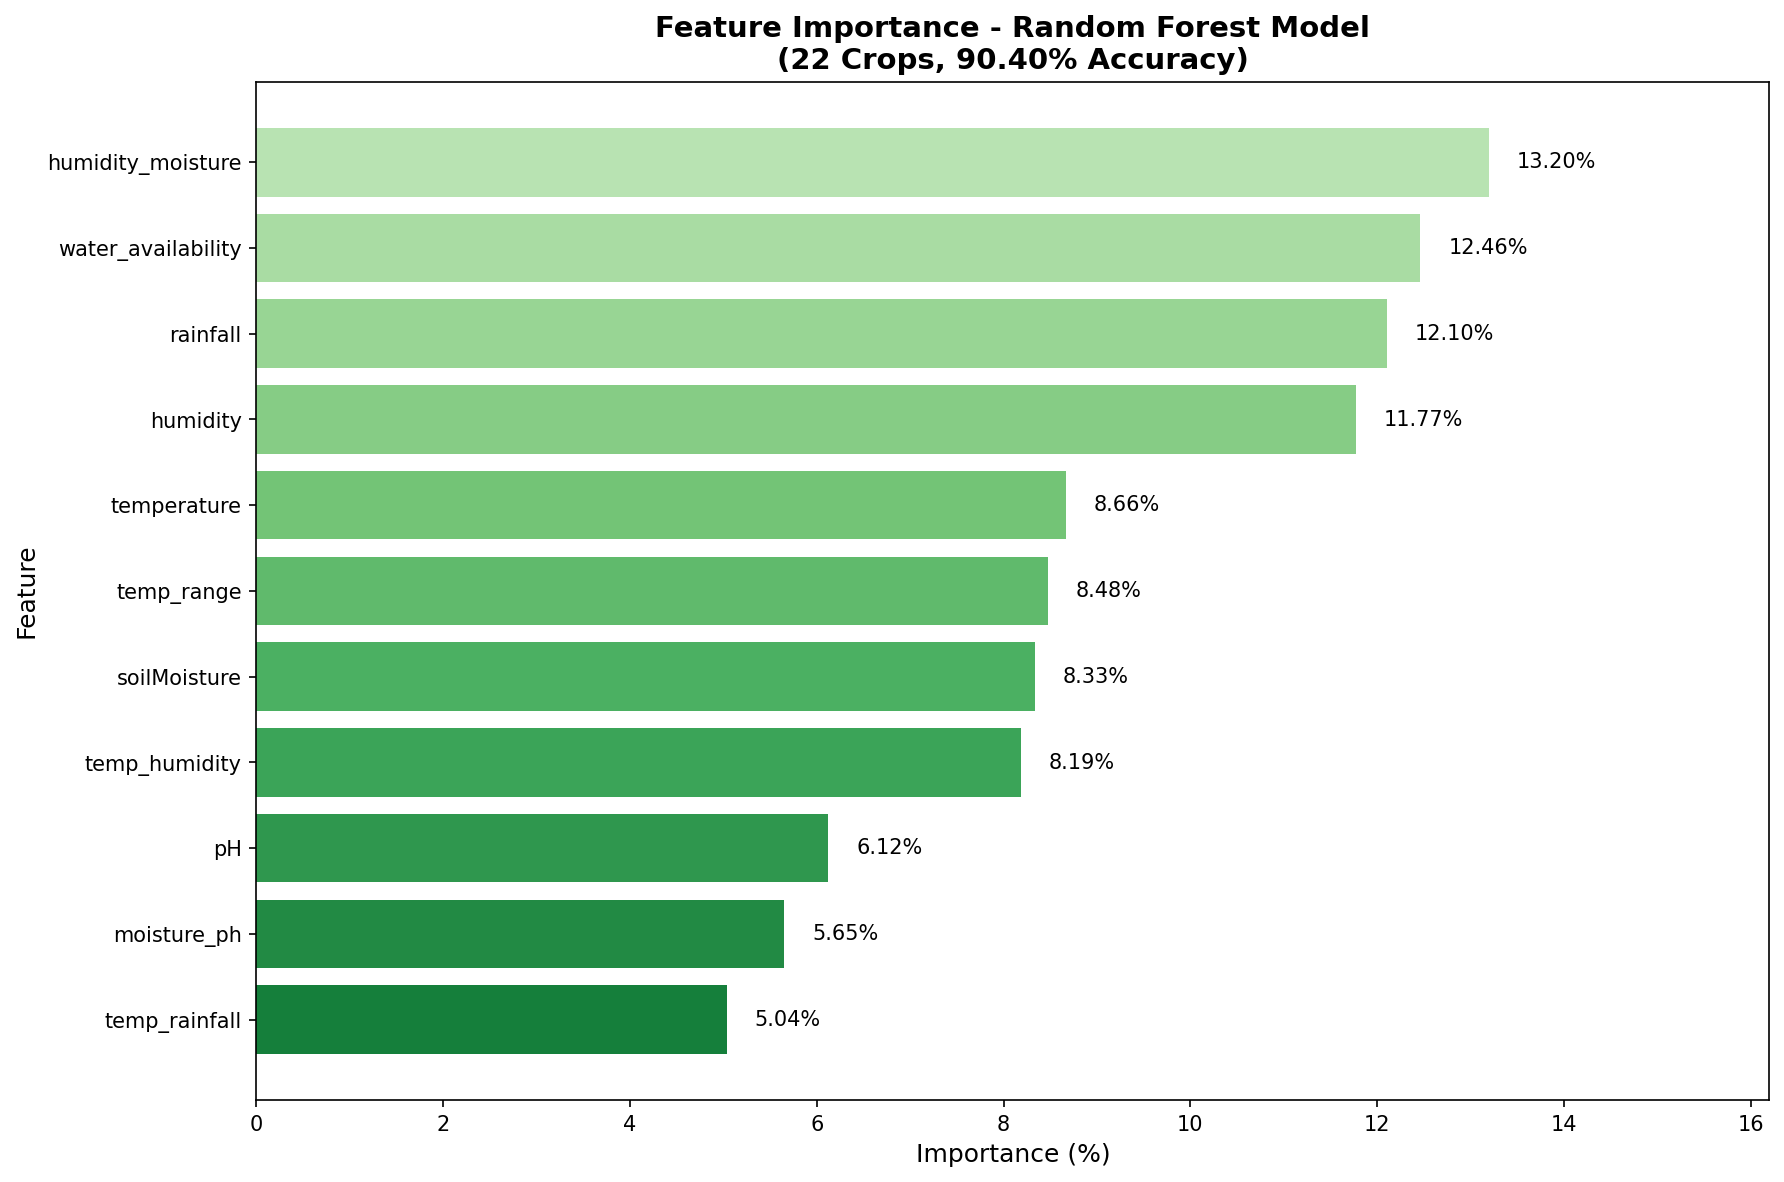 Feature Importance - Random Forest Model
(22 Crops, 90.40% Accuracy)
Feature
humidity_moisture 13.20%
water_availability 12.46%
rainfall 12.10%
humidity 11.77%
temperature 8.66%
temp_range 8.48%
soilMoisture 8.33%
temp_humidity 8.19%
pH 6.12%
moisture_ph 5.65%
temp_rainfall 5.04%
0 2 4 6 8 10 12 14 16
Importance (%)